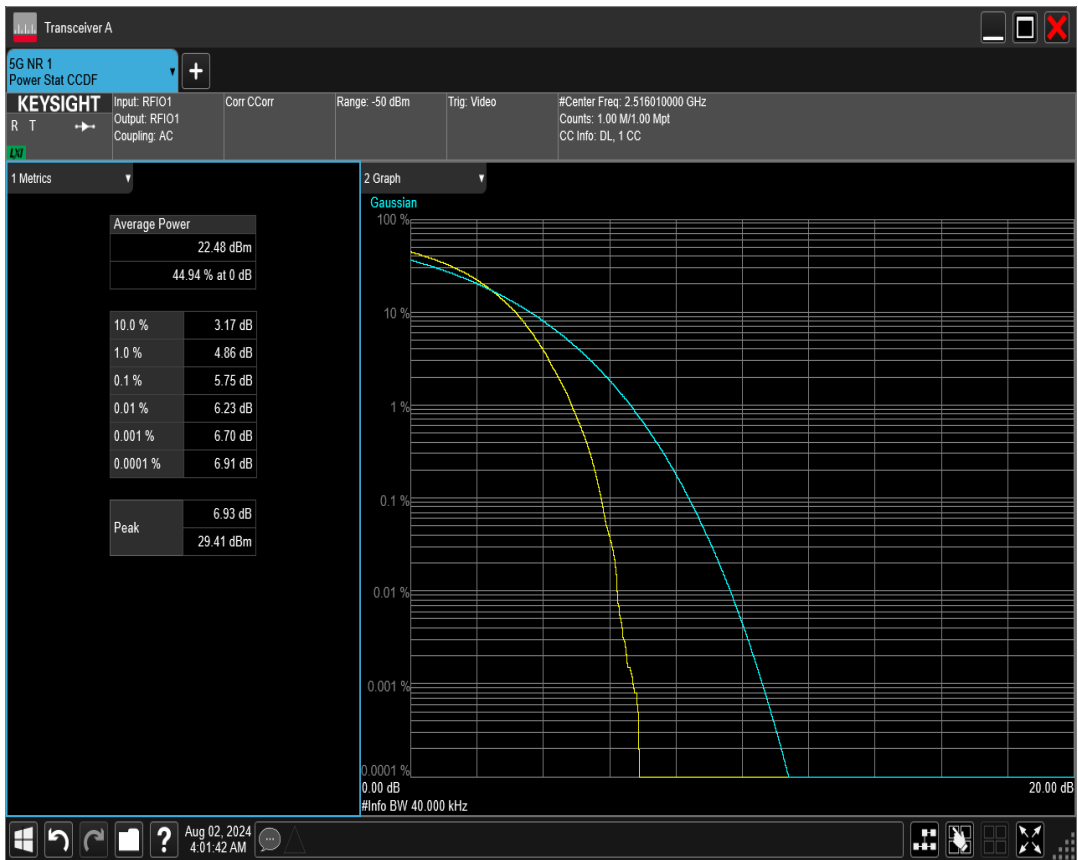 Transceiver A
5G NR 1
Power Stat CCDF
KEYSIGHT
R T
LXI
Input: RFIO1
Output: RFIO1
Coupling: AC
Corr CCorr
Range: -50 dBm
Trig: Video
#Center Freq: 2.516010000 GHz
Counts: 1.00 M/1.00 Mpt
CC Info: DL, 1 CC
1 Metrics
Average Power
22.48 dBm
44.94 % at 0 dB
10.0 % 3.17 dB
1.0 % 4.86 dB
0.1 % 5.75 dB
0.01 % 6.23 dB
0.001 % 6.70 dB
0.0001 % 6.91 dB
Peak
6.93 dB
29.41 dBm
2 Graph
Gaussian
100 %
10 %
1 %
0.1 %
0.01 %
0.001 %
0.0001 %
0.00 dB 20.00 dB
#Info BW 40.000 kHz
Aug 02, 2024
4:01:42 AM